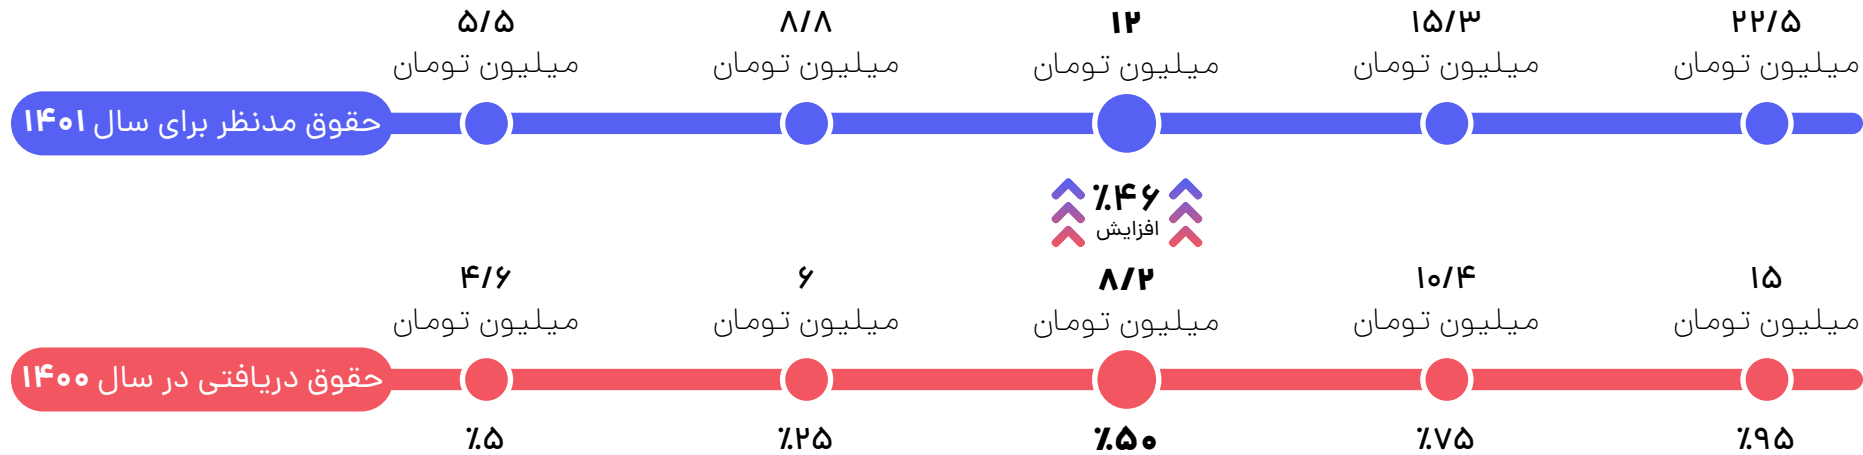 ۵/۵
میلیون تومان
۸/۸
میلیون تومان
۱۲
میلیون تومان
۱۵/۳
میلیون تومان
۲۲/۵
میلیون تومان
حقوق مدنظر برای سال ۱۴۰۱
٪۴۶
افزایش
۴/۶
میلیون تومان
۶
میلیون تومان
۸/۲
میلیون تومان
۱۰/۴
میلیون تومان
۱۵
میلیون تومان
حقوق دریافتی در سال ۱۴۰۰
٪۵
٪۲۵
٪۵۰
٪۷۵
٪۹۵